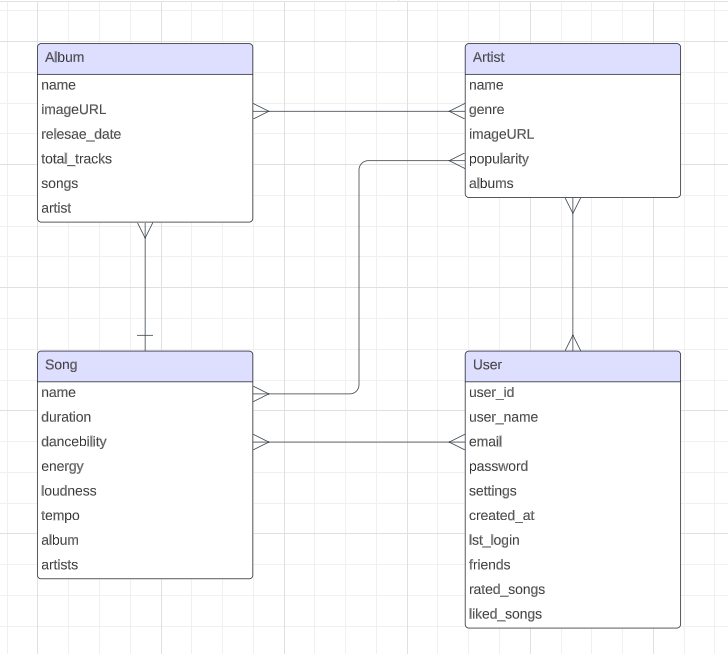 Album
name
imageURL
relesae_date
total_tracks
songs
artist
Artist
name
genre
imageURL
popularity
albums
Song
name
duration
dancebility
energy
loudness
tempo
album
artists
User
user_id
user_name
email
password
settings
created_at
lst_login
friends
rated_songs
liked_songs